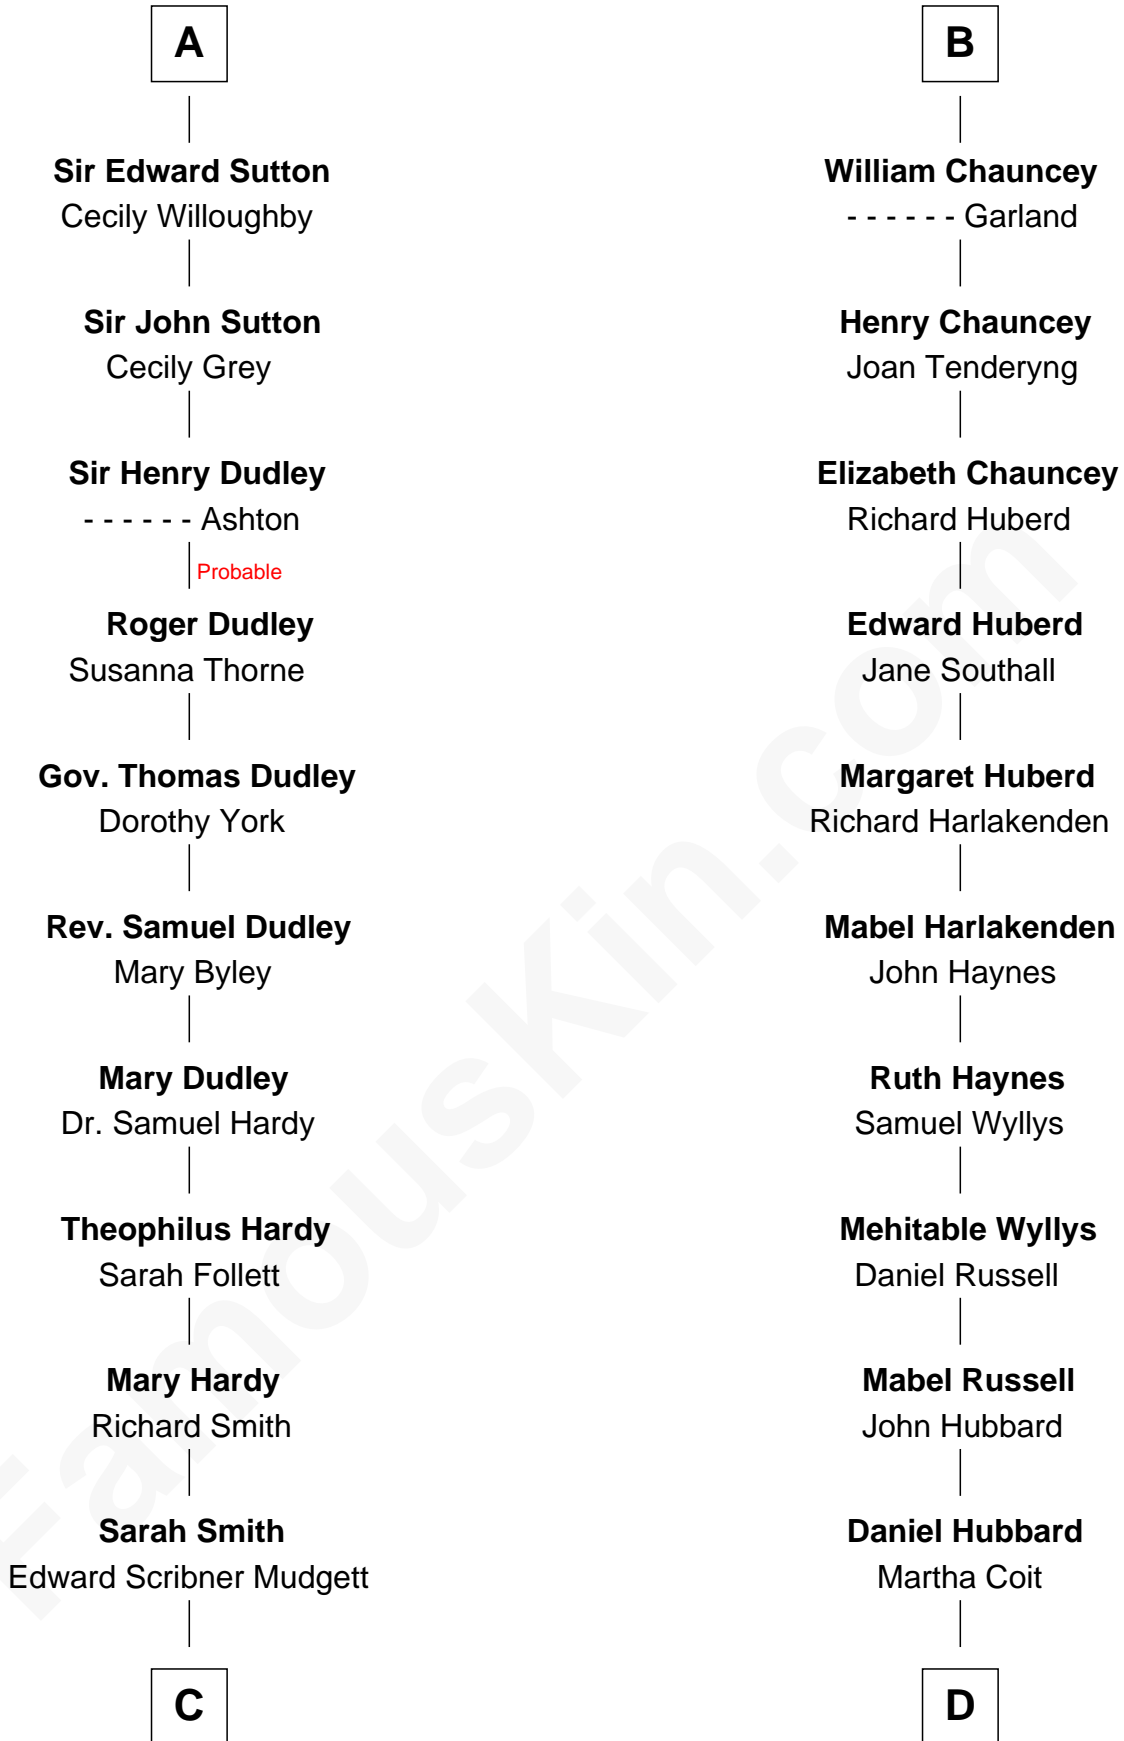 A
Sir Edward Sutton
Cecily Willoughby
Sir John Sutton
Cecily Grey
Sir Henry Dudley
- - - - - - Ashton
Probable
Roger Dudley
Susanna Thorne
Gov. Thomas Dudley
Dorothy York
Rev. Samuel Dudley
Mary Byley
Mary Dudley
Dr. Samuel Hardy
Theophilus Hardy
Sarah Follett
Mary Hardy
Richard Smith
Sarah Smith
Edward Scribner Mudgett
C
B
William Chauncey
- - - - - - Garland
Henry Chauncey
Joan Tenderyng
Elizabeth Chauncey
Richard Huberd
Edward Huberd
Jane Southall
Margaret Huberd
Richard Harlakenden
Mabel Harlakenden
John Haynes
Ruth Haynes
Samuel Wyllys
Mehitable Wyllys
Daniel Russell
Mabel Russell
John Hubbard
Daniel Hubbard
Martha Coit
D
FamousKin.com